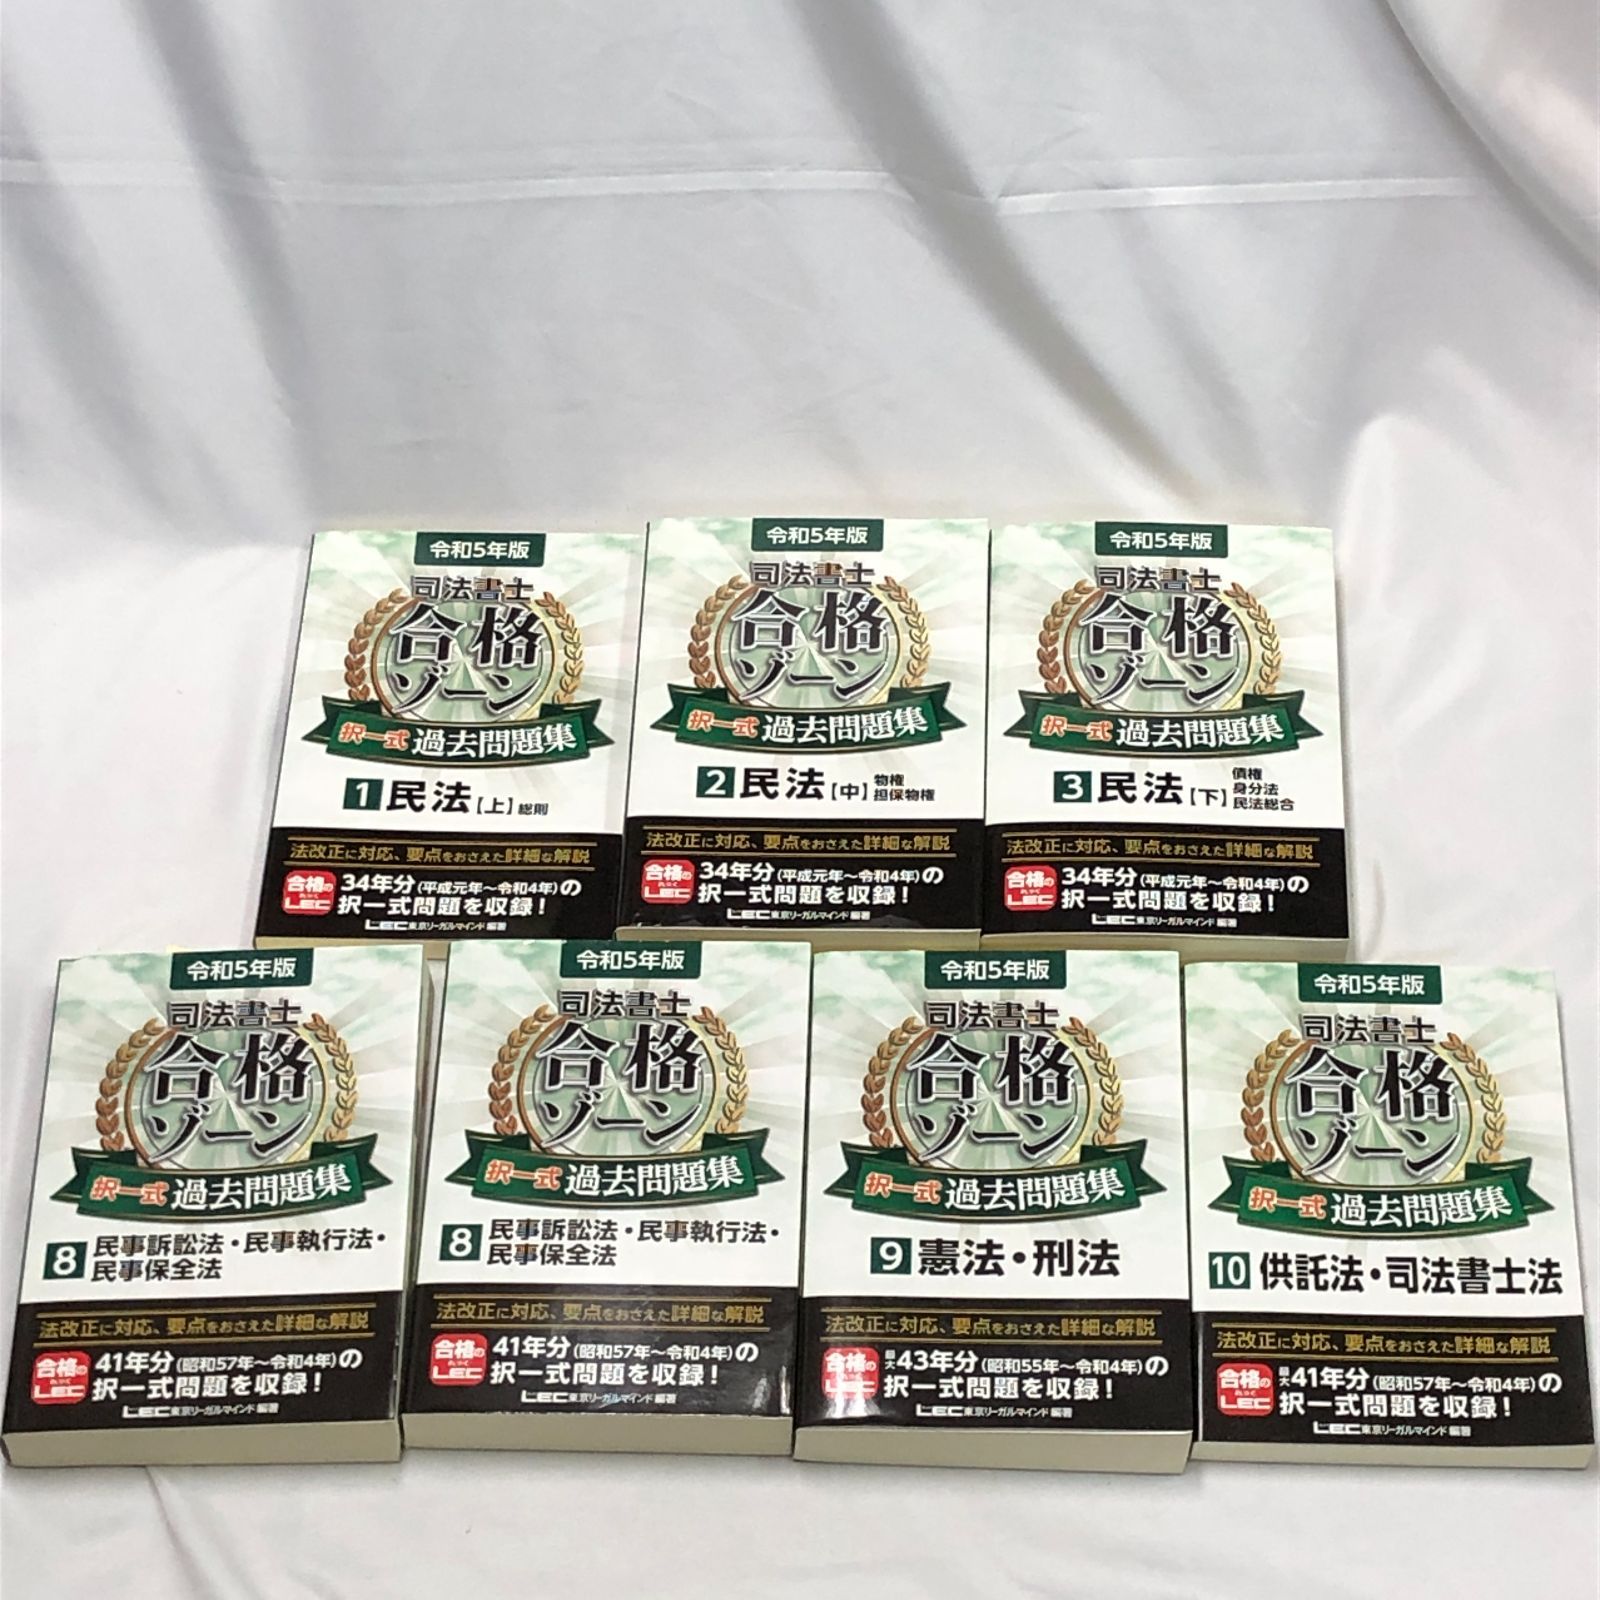 令和5年版
司法書士
合格
ゾーン
択一式 過去問題集
1 民法【上】総則
法改正に対応、要点をおさえた詳細な解説
合格の
LEC
34年分(平成元年〜令和4年)の
択一式問題を収録!
LEC東京リーガルマインド 編著
令和5年版
司法書士
合格
ゾーン
択一式 過去問題集
2 民法【中】物権
担保物権
法改正に対応、要点をおさえた詳細な解説
合格の
LEC
34年分(平成元年〜令和4年)の
択一式問題を収録!
LEC東京リーガルマインド 編著
令和5年版
司法書士
合格
ゾーン
択一式 過去問題集
3 民法【下】債権
身分法
民法総合
法改正に対応、要点をおさえた詳細な解説
合格の
LEC
34年分(平成元年〜令和4年)の
択一式問題を収録!
LEC東京リーガルマインド 編著
令和5年版
司法書士
合格
ゾーン
択一式 過去問題集
8 民事訴訟法・民事執行法・
民事保全法
法改正に対応、要点をおさえた詳細な解説
合格の
LEC
41年分(昭和57年〜令和4年)の
択一式問題を収録!
LEC東京リーガルマインド 編著
令和5年版
司法書士
合格
ゾーン
択一式 過去問題集
8 民事訴訟法・民事執行法・
民事保全法
法改正に対応、要点をおさえた詳細な解説
合格の
LEC
41年分(昭和57年〜令和4年)の
択一式問題を収録!
LEC東京リーガルマインド 編著
令和5年版
司法書士
合格
ゾーン
択一式 過去問題集
9 憲法・刑法
法改正に対応、要点をおさえた詳細な解説
合格の
LEC
最大43年分(昭和55年〜令和4年)の
択一式問題を収録!
LEC東京リーガルマインド 編著
令和5年版
司法書士
合格
ゾーン
択一式 過去問題集
10 供託法・司法書士法
法改正に対応、要点をおさえた詳細な解説
合格の
LEC
最大41年分(昭和57年〜令和4年)の
択一式問題を収録!
LEC東京リーガルマインド 編著